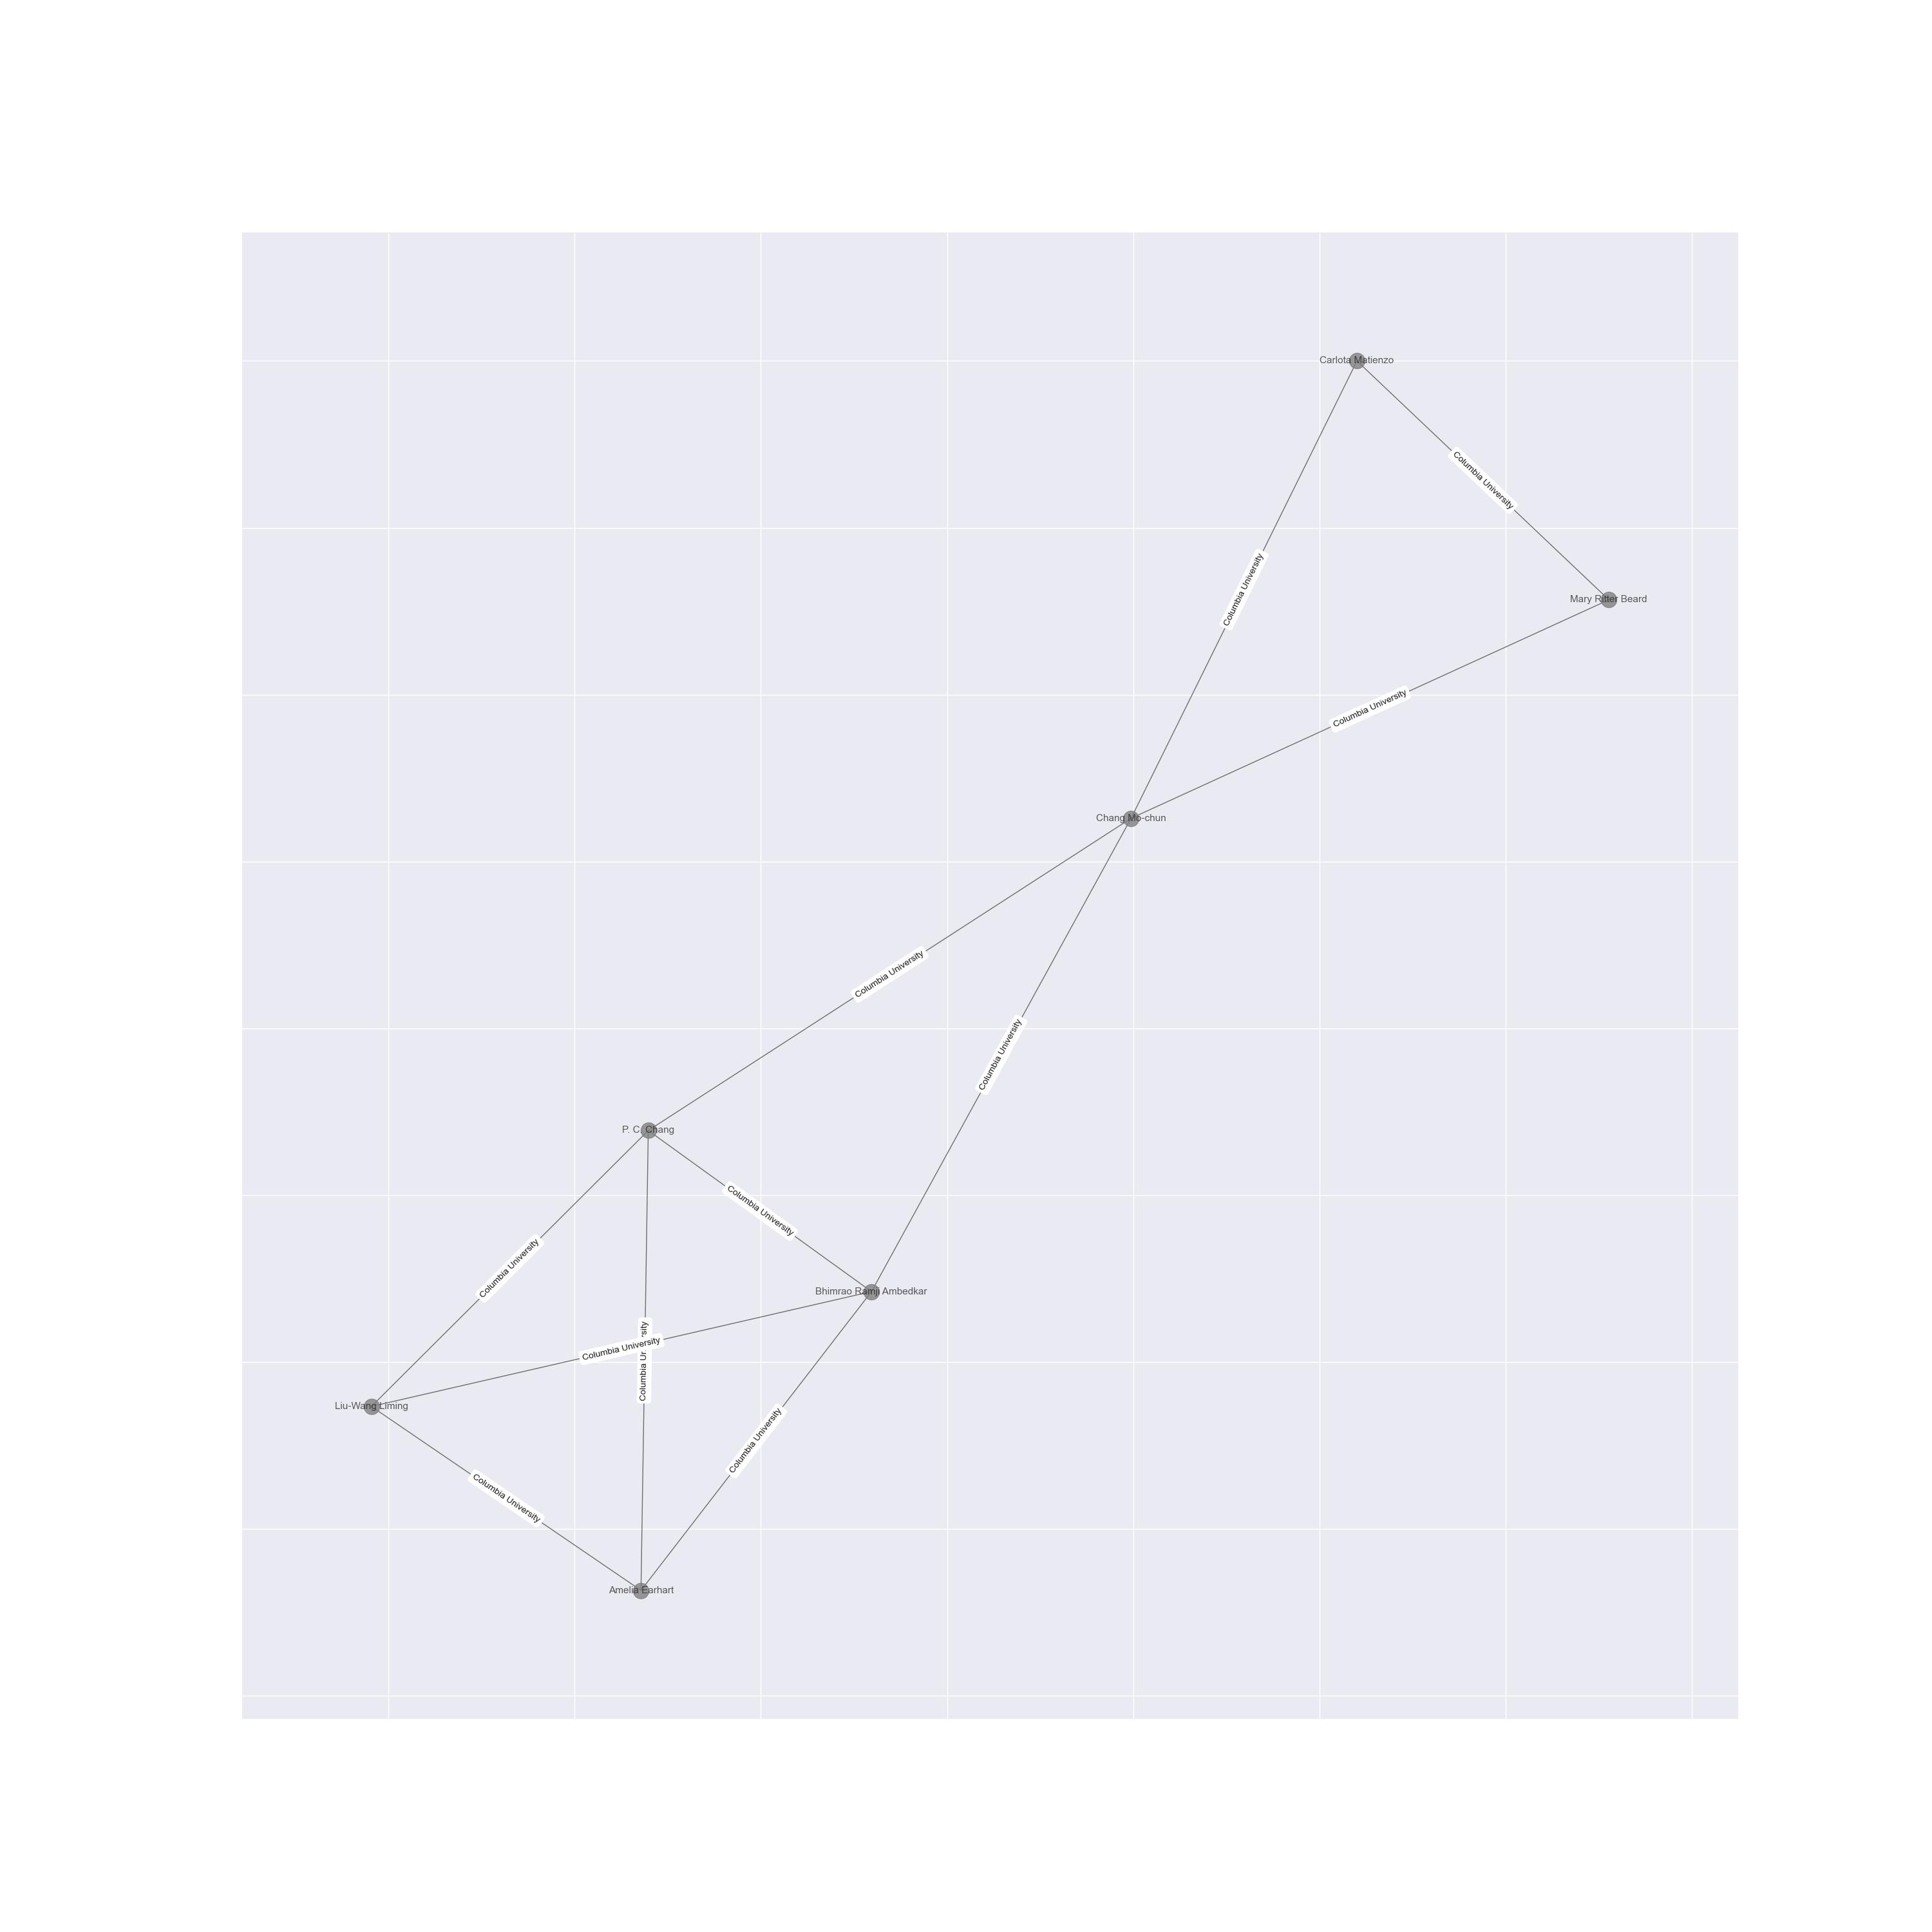 Carlota Matienzo
Columbia University
Columbia University
Mary Ritter Beard
Columbia University
Chang Mo-chun
Columbia University
Columbia University
P. C. Chang
Columbia University
Columbia University
Bhimrao Ramji Ambedkar
Columbia University
Columbia University
Liu-Wang Liming
Columbia University
Columbia University
Amelia Earhart